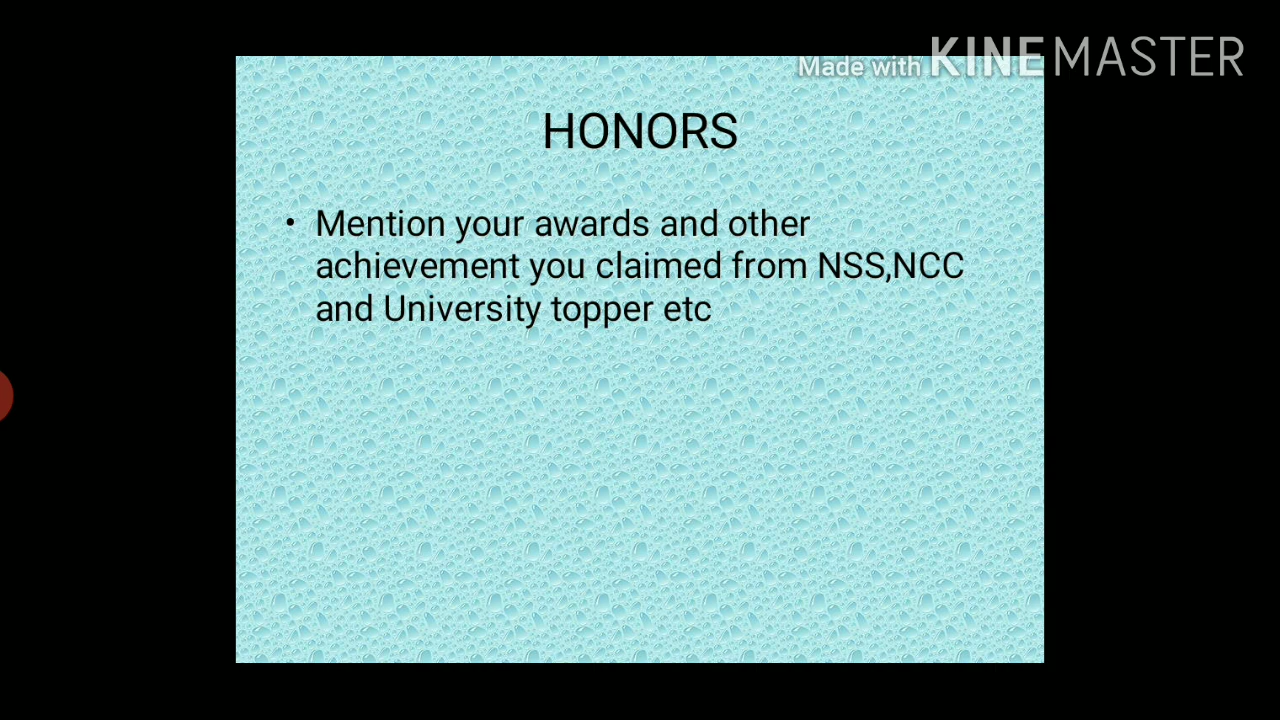 Made with KINEMASTER
HONORS
• Mention your awards and other
achievement you claimed from NSS,NCC
and University topper etc